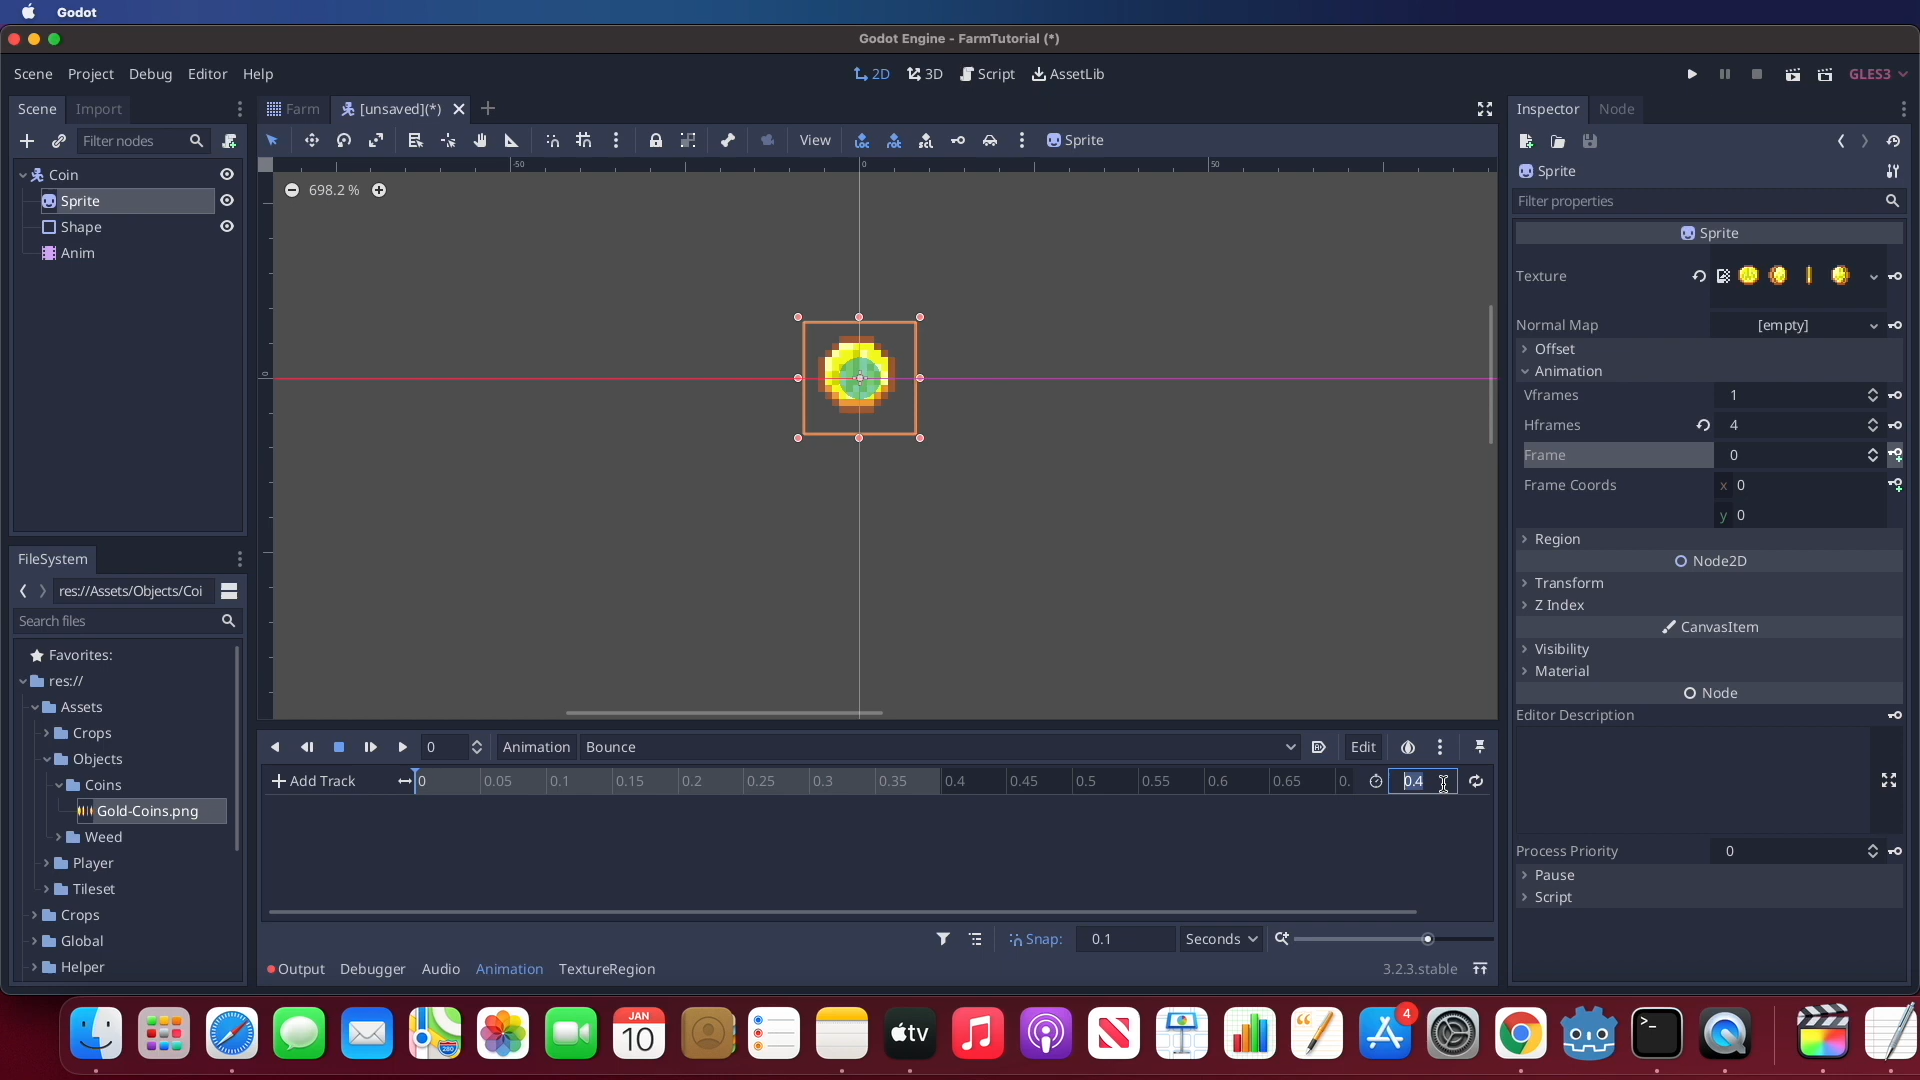 Godot
Godot Engine - FarmTutorial (*)
Scene Project Debug Editor Help
2D 3D Script AssetLib
GLES3
Scene Import
Farm [unsaved](*)
Inspector Node
Filter nodes
View
Sprite
-50 0 50
Coin
Sprite
Shape
Anim
698.2 %
0
Sprite
Filter properties
Sprite
Texture
Normal Map [empty]
Offset
Animation
Vframes 1
Hframes 4
Frame 0
Frame Coords x 0
y 0
Region
Node2D
Transform
Z Index
CanvasItem
Visibility
Material
Node
Editor Description
Process Priority 0
Pause
Script
FileSystem
res://Assets/Objects/Coi
Search files
Favorites:
res://
Assets
Crops
Objects
Coins
Gold-Coins.png
Weed
Player
Tileset
Crops
Global
Helper
0 Animation Bounce Edit
Add Track 0 0.05 0.1 0.15 0.2 0.25 0.3 0.35 0.4 0.45 0.5 0.55 0.6 0.65 0. 0.4
Snap: 0.1 Seconds
Output Debugger Audio Animation TextureRegion 3.2.3.stable
JAN
10
tv
280
4